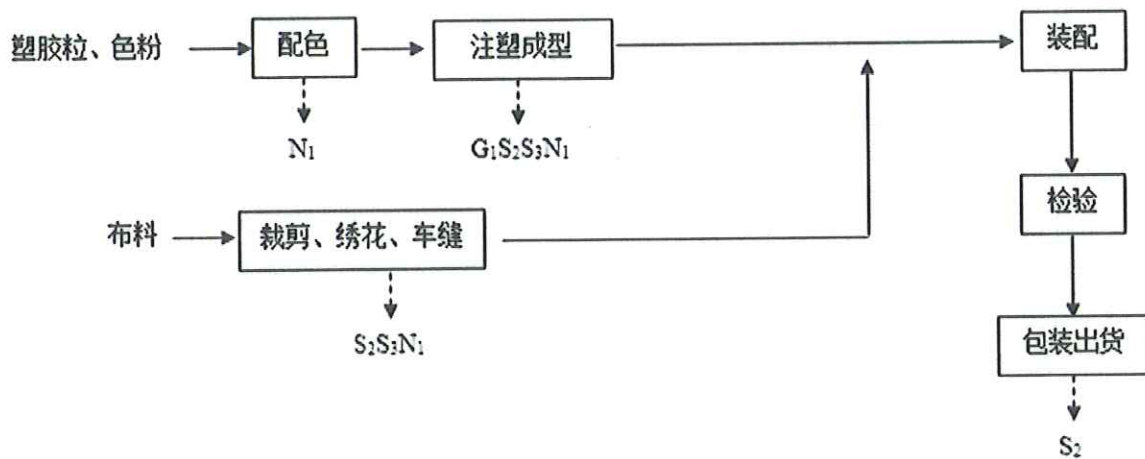 塑胶粒、色粉
配色
注塑成型
装配
N₁
G₁S₂S₃N₁
布料
裁剪、绣花、车缝
检验
S₂S₃N₁
包装出货
S₂